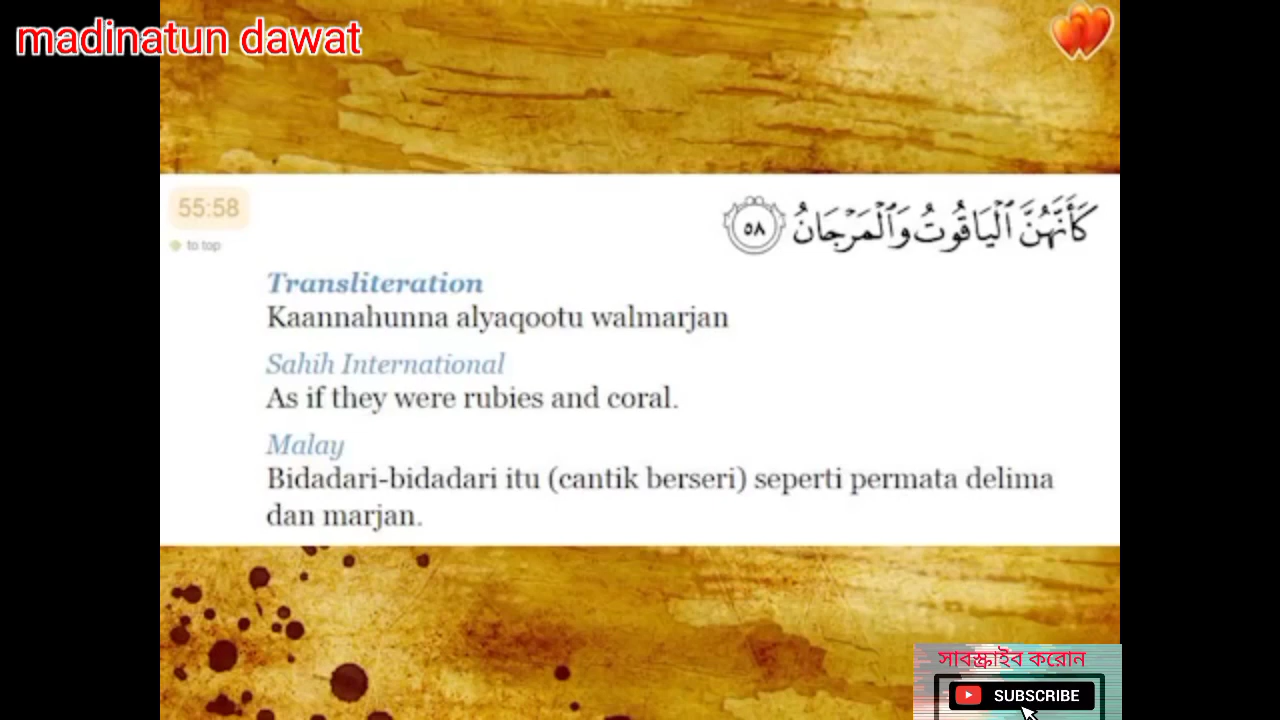 madinatun dawat
55:58
to top
كَأَنَّهُنَّ ٱلْيَاقُوتُ وَٱلْمَرْجَانُ ٥٨
Transliteration
Kaannahunna alyaqootu walmarjan
Sahih International
As if they were rubies and coral.
Malay
Bidadari-bidadari itu (cantik berseri) seperti permata delima
dan marjan.
সাবস্ক্রাইব করোন
SUBSCRIBE